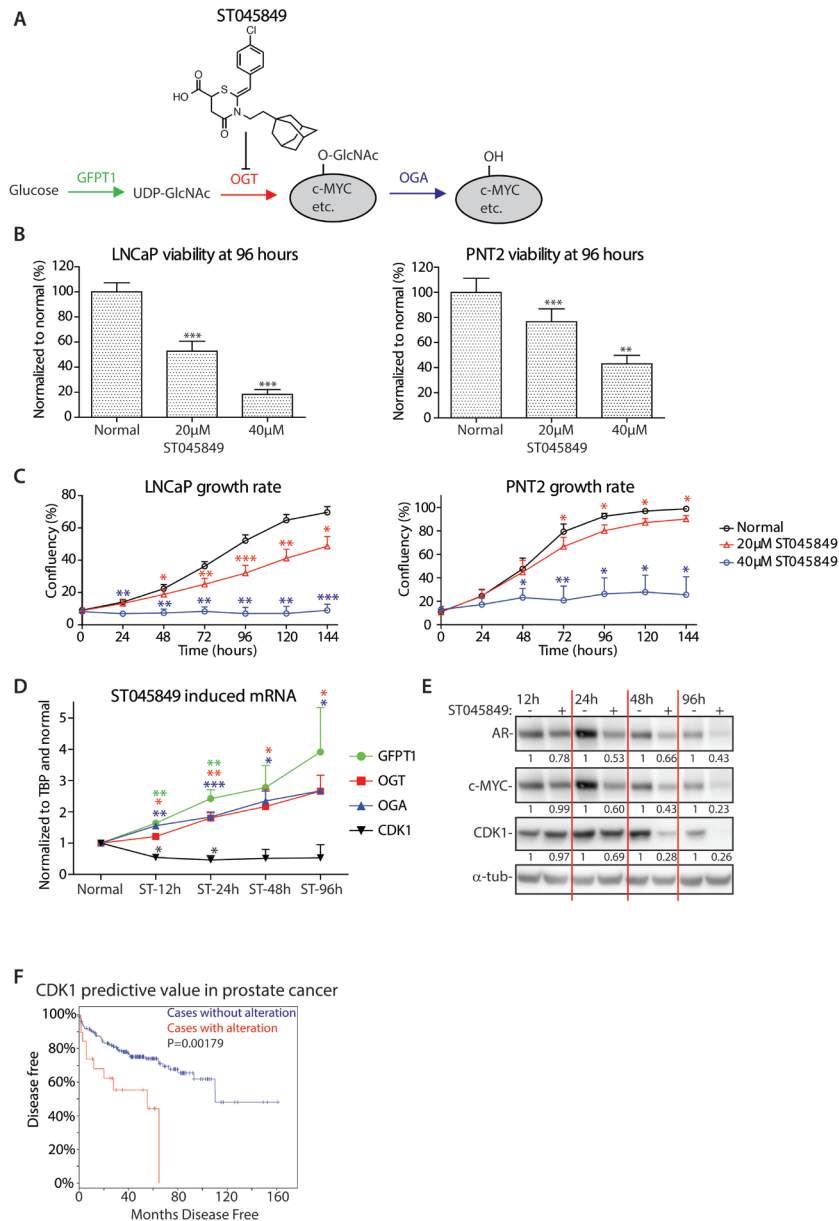 A
ST045849
Cl
O
HO
S
N
O
O-GlcNAc
OH
GFPT1
OGT
OGA
Glucose
UDP-GlcNAc
c-MYC
etc.
c-MYC
etc.
B
LNCaP viability at 96 hours
Normalized to normal (%)
120
100
80
60
40
20
0
***
***
Normal
20μM
40μM
ST045849
PNT2 viability at 96 hours
Normalized to normal (%)
120
100
80
60
40
20
0
***
**
Normal
20μM
40μM
ST045849
C
LNCaP growth rate
Confluency (%)
80
60
40
20
0
** * ** *** ** *
** ** ** ** ***
0 24 48 72 96 120 144
Time (hours)
PNT2 growth rate
Confluency (%)
100
80
60
40
20
0
* * * *
* ** * * *
0 24 48 72 96 120 144
Time (hours)
Normal
20μM ST045849
40μM ST045849
D
ST045849 induced mRNA
Normalized to TBP and normal
5
4
3
2
1
0
**
*
**
**
**
***
*
*
*
*
*
*
Normal ST-12h ST-24h ST-48h ST-96h
GFPT1
OGT
OGA
CDK1
E
12h 24h 48h 96h
ST045849: - + - + - + - +
AR-
1 0.78 1 0.53 1 0.66 1 0.43
c-MYC-
1 0.99 1 0.60 1 0.43 1 0.23
CDK1-
1 0.97 1 0.69 1 0.28 1 0.26
α-tub-
F
CDK1 predictive value in prostate cancer
Cases without alteration
Cases with alteration
P=0.00179
Disease free
100%
80%
60%
40%
20%
0%
0 40 80 120 160
Months Disease Free